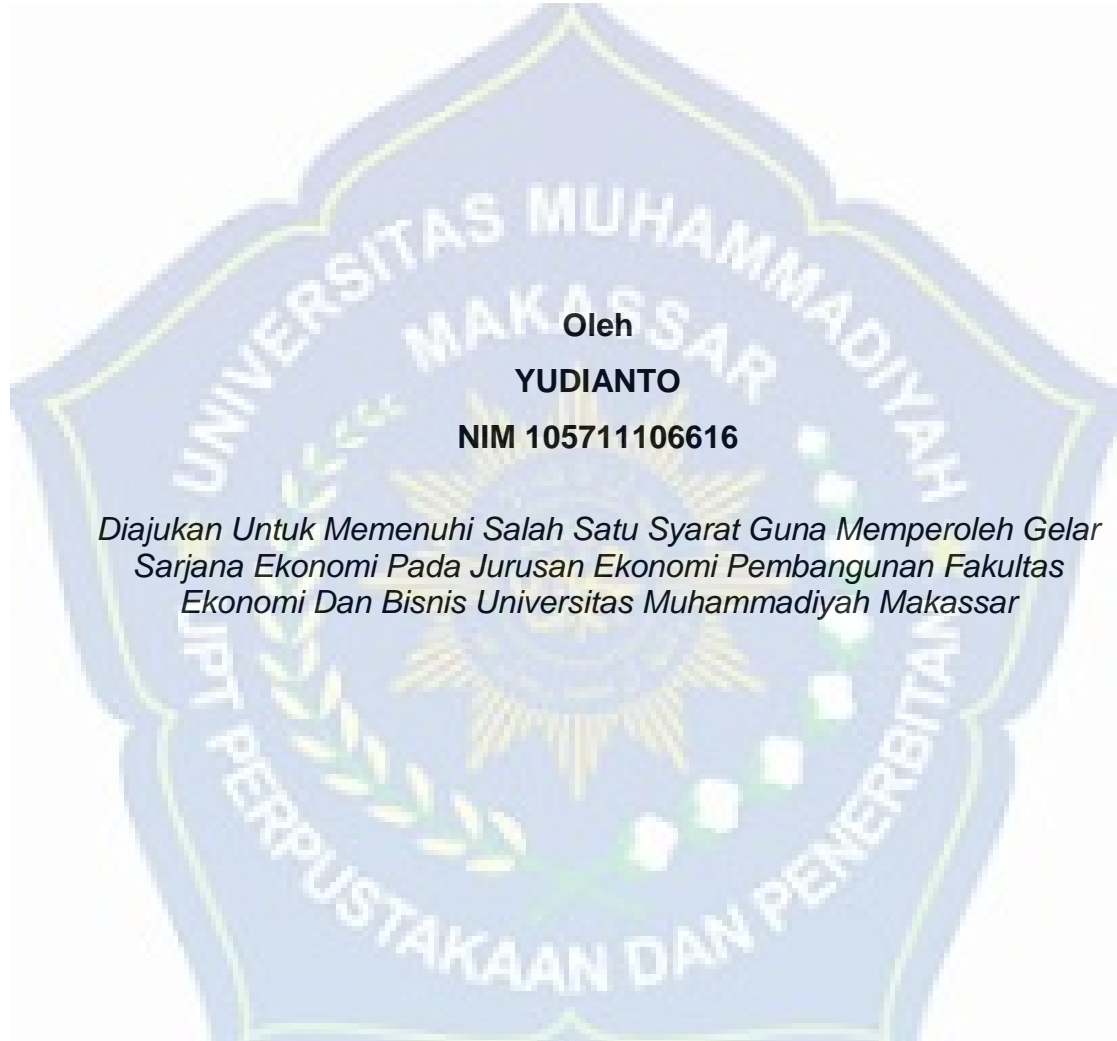 UNIVERSITAS MUHAMMADIYAH
MAKASSAR
Oleh
YUDIANTO
NIM 105711106616
Diajukan Untuk Memenuhi Salah Satu Syarat Guna Memperoleh Gelar
Sarjana Ekonomi Pada Jurusan Ekonomi Pembangunan Fakultas
Ekonomi Dan Bisnis Universitas Muhammadiyah Makassar
UPT PERPUSTAKAAN DAN PENERBITAN